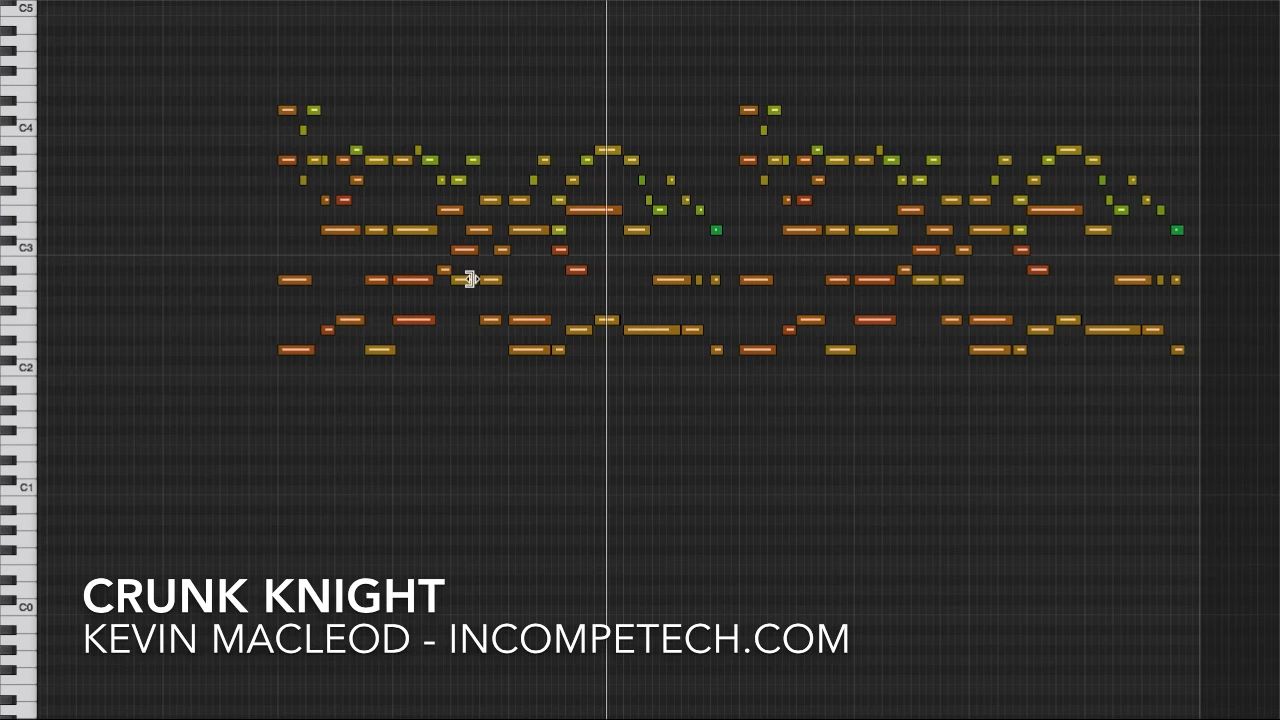 C5
C4
C3
C2
C1
C0
CRUNK KNIGHT
KEVIN MACLEOD - INCOMPETECH.COM